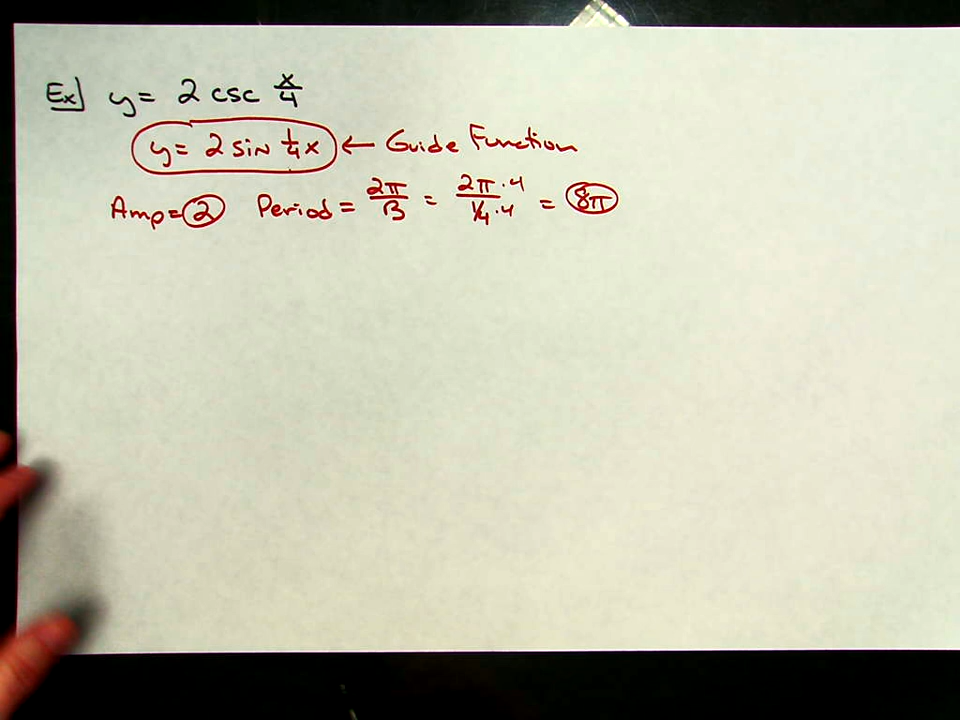 Ex] y = 2 csc x/4
y = 2 sin 1/4 x ← Guide Function
Amp = 2 Period = 2π/B = 2π·4/1/4·4 = 8π